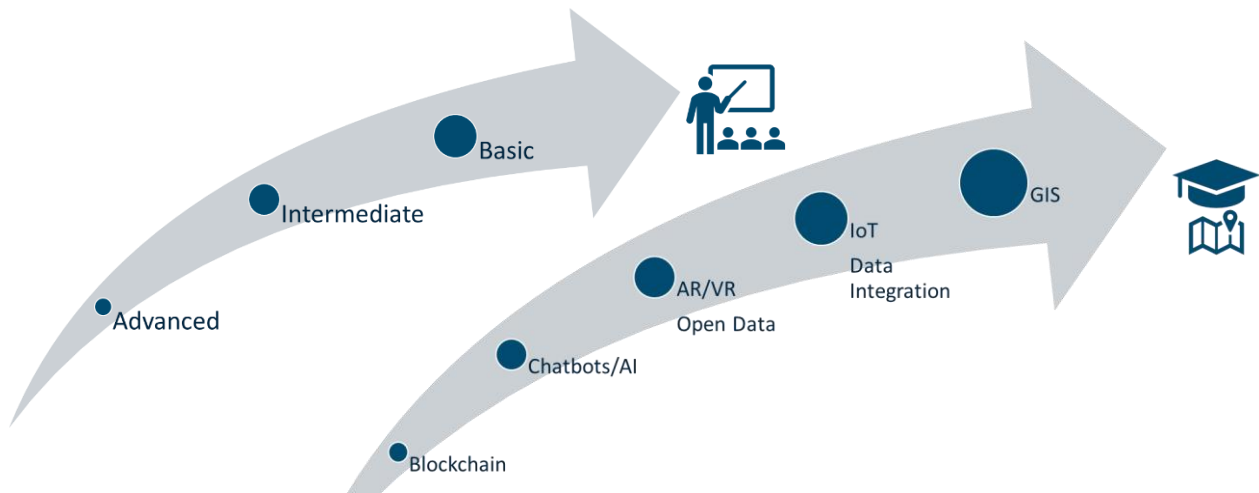 Basic
Intermediate
Advanced
GIS
IoT
Data
Integration
AR/VR
Open Data
Chatbots/AI
Blockchain